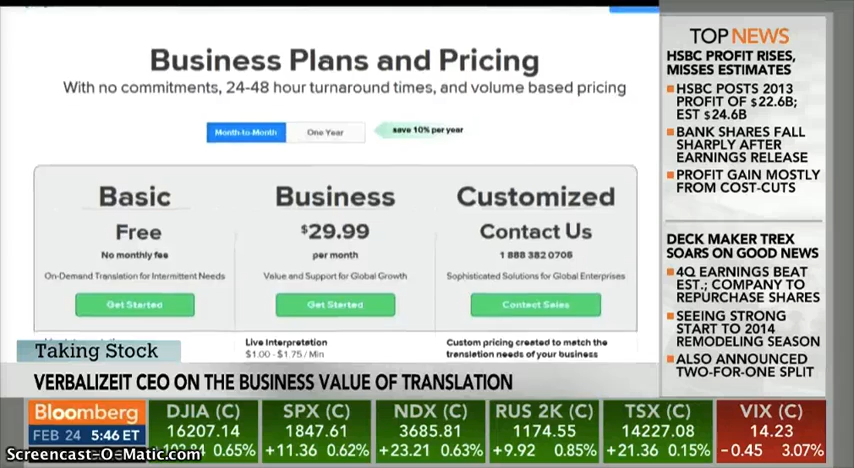 Business Plans and Pricing
With no commitments, 24-48 hour turnaround times, and volume based pricing
Month-to-Month
One Year
save 10% per year
Basic
Free
No monthly fee
On-Demand Translation for Intermittent Needs
Get Started
Business
$29.99
per month
Value and Support for Global Growth
Get Started
Live Interpretation
$1.00 - $1.75 / Min
Customized
Contact Us
1 888 382 0706
Sophisticated Solutions for Global Enterprises
Contact Sales
Custom pricing created to match the
translation needs of your business
TOP NEWS
HSBC PROFIT RISES,
MISSES ESTIMATES
HSBC POSTS 2013
PROFIT OF $22.6B;
EST $24.6B
BANK SHARES FALL
SHARPLY AFTER
EARNINGS RELEASE
PROFIT GAIN MOSTLY
FROM COST-CUTS
DECK MAKER TREX
SOARS ON GOOD NEWS
4Q EARNINGS BEAT
EST.; COMPANY TO
REPURCHASE SHARES
SEEING STRONG
START TO 2014
REMODELING SEASON
ALSO ANNOUNCED
TWO-FOR-ONE SPLIT
Taking Stock
VERBALIZEIT CEO ON THE BUSINESS VALUE OF TRANSLATION
Bloomberg
FEB 24 5:46 ET
DJIA (C)
16207.14
0.65%
SPX (C)
1847.61
+11.36 0.62%
NDX (C)
3685.81
+23.21 0.63%
RUS 2K (C)
1174.55
+9.92 0.85%
TSX (C)
14227.08
+21.36 0.15%
VIX (C)
14.23
-0.45 3.07%
Screencast-O-Matic.com